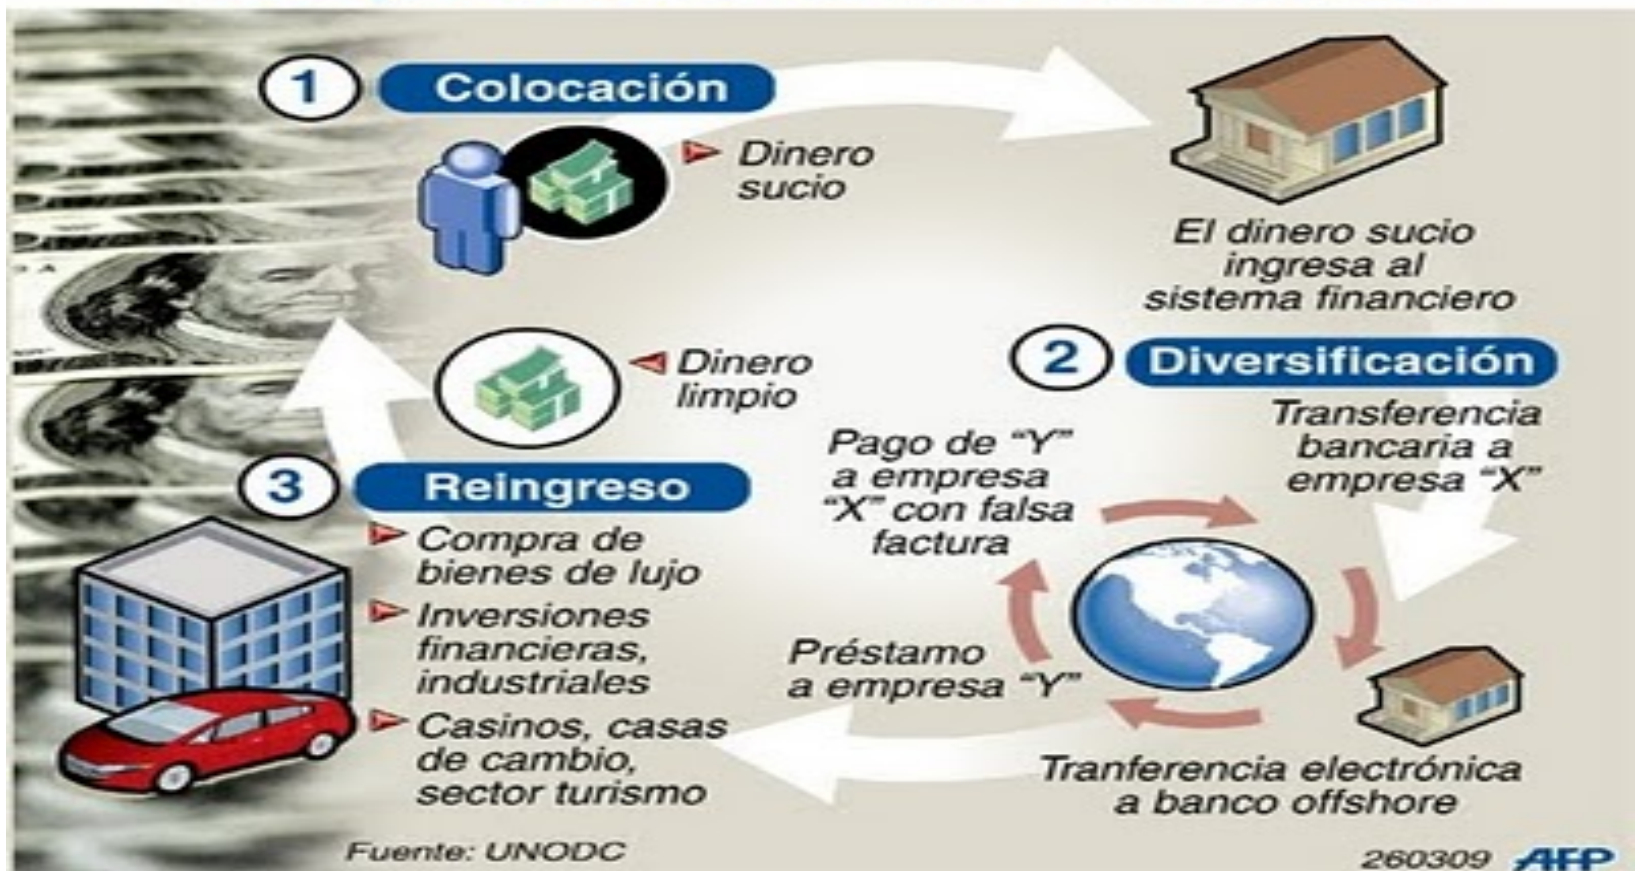 1
Colocación
Dinero
sucio
El dinero sucio
ingresa al
sistema financiero
2
Diversificación
Transferencia
bancaria a
empresa “X”
Tranferencia electrónica
a banco offshore
Préstamo
a empresa “Y”
Pago de “Y”
a empresa
“X” con falsa
factura
3
Reingreso
Compra de
bienes de lujo
Inversiones
financieras,
industriales
Casinos, casas
de cambio,
sector turismo
Dinero
limpio
Fuente: UNODC
260309 AFP